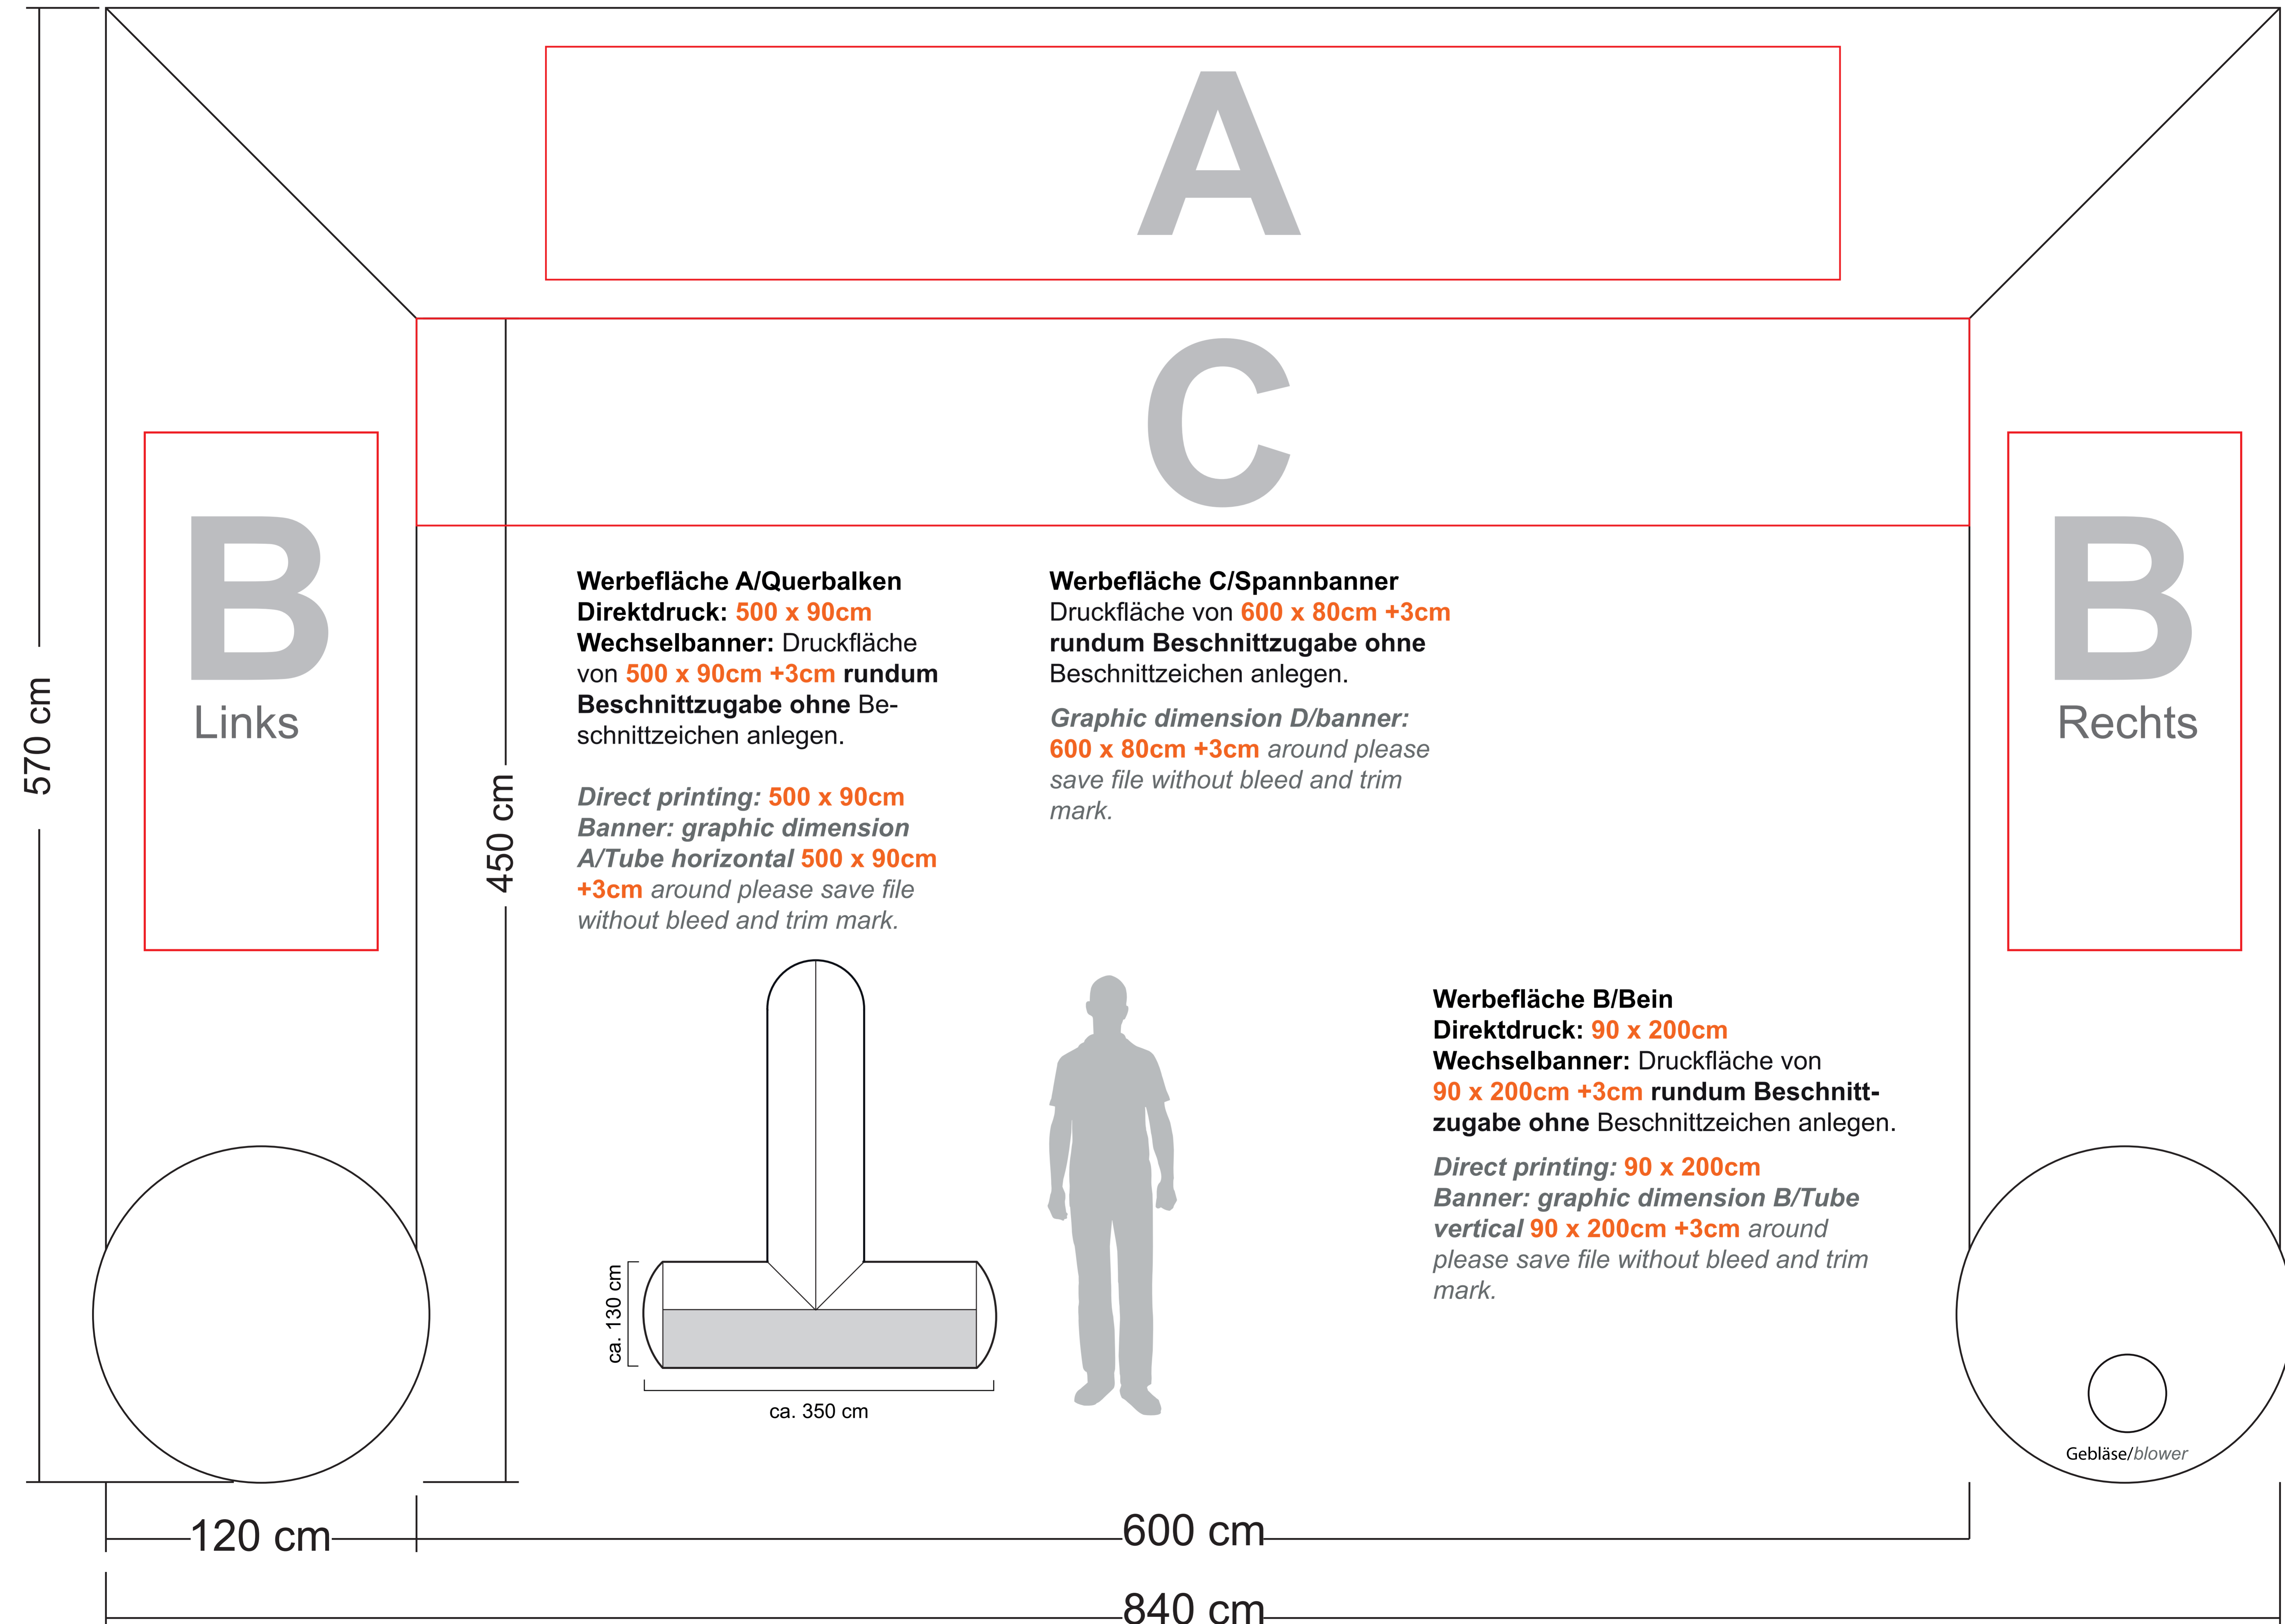 A
C
B
Links
B
Rechts
570 cm
450 cm
Werbefläche A/Querbalken
Direktdruck: 500 x 90cm
Wechselbanner: Druckfläche
von 500 x 90cm +3cm rundum
Beschnittzugabe ohne Be-
schnittzeichen anlegen.
Direct printing: 500 x 90cm
Banner: graphic dimension
A/Tube horizontal 500 x 90cm
+3cm around please save file
without bleed and trim mark.
Werbefläche C/Spannbanner
Druckfläche von 600 x 80cm +3cm
rundum Beschnittzugabe ohne
Beschnittzeichen anlegen.
Graphic dimension D/banner:
600 x 80cm +3cm around please
save file without bleed and trim
mark.
Werbefläche B/Bein
Direktdruck: 90 x 200cm
Wechselbanner: Druckfläche von
90 x 200cm +3cm rundum Beschnitt-
zugabe ohne Beschnittzeichen anlegen.
Direct printing: 90 x 200cm
Banner: graphic dimension B/Tube
vertical 90 x 200cm +3cm around
please save file without bleed and trim
mark.
ca. 130 cm
ca. 350 cm
Gebläse/blower
120 cm
600 cm
840 cm